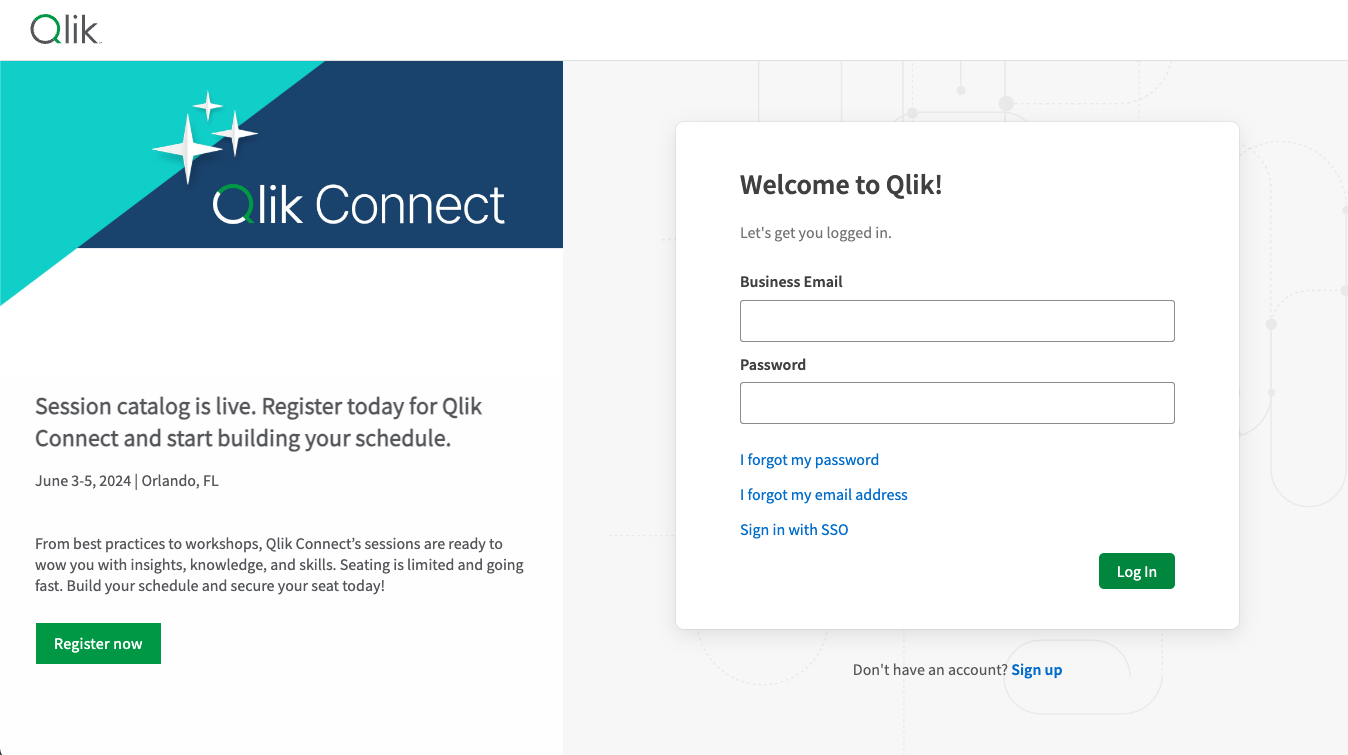 Qlik
Qlik Connect
Session catalog is live. Register today for Qlik
Connect and start building your schedule.
June 3-5, 2024 | Orlando, FL
From best practices to workshops, Qlik Connect’s sessions are ready to
wow you with insights, knowledge, and skills. Seating is limited and going
fast. Build your schedule and secure your seat today!
Register now
Welcome to Qlik!
Let's get you logged in.
Business Email
Password
I forgot my password
I forgot my email address
Sign in with SSO
Log In
Don't have an account? Sign up